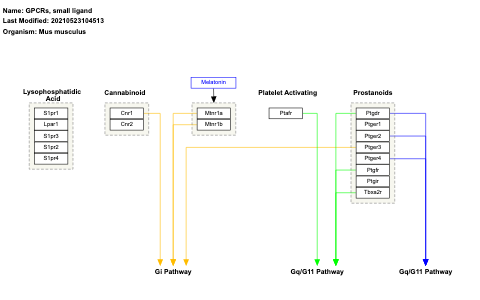 Name: GPCRs, small ligand
Last Modified: 20210523104513
Organism: Mus musculus
Melatonin
Lysophosphatidic
Acid
Cannabinoid
Platelet Activating
Prostanoids
S1pr1
Lpar1
S1pr3
S1pr2
S1pr4
Cnr1
Cnr2
Mtnr1a
Mtnr1b
Ptafr
Ptgdr
Ptger1
Ptger2
Ptger3
Ptger4
Ptgfr
Ptgir
Tbxa2r
Gi Pathway
Gq/G11 Pathway
Gq/G11 Pathway